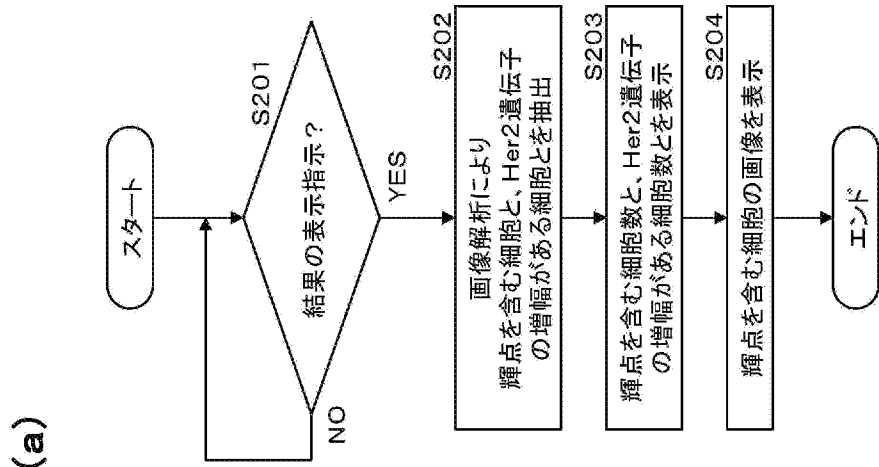 (a)
スタート
S201
結果の表示指示？
NO
YES
S202
画像解析により
輝点を含む細胞と、Her2遺伝子
の増幅がある細胞とを抽出
S203
輝点を含む細胞数と、Her2遺伝子
の増幅がある細胞数とを表示
S204
輝点を含む細胞の画像を表示
エンド